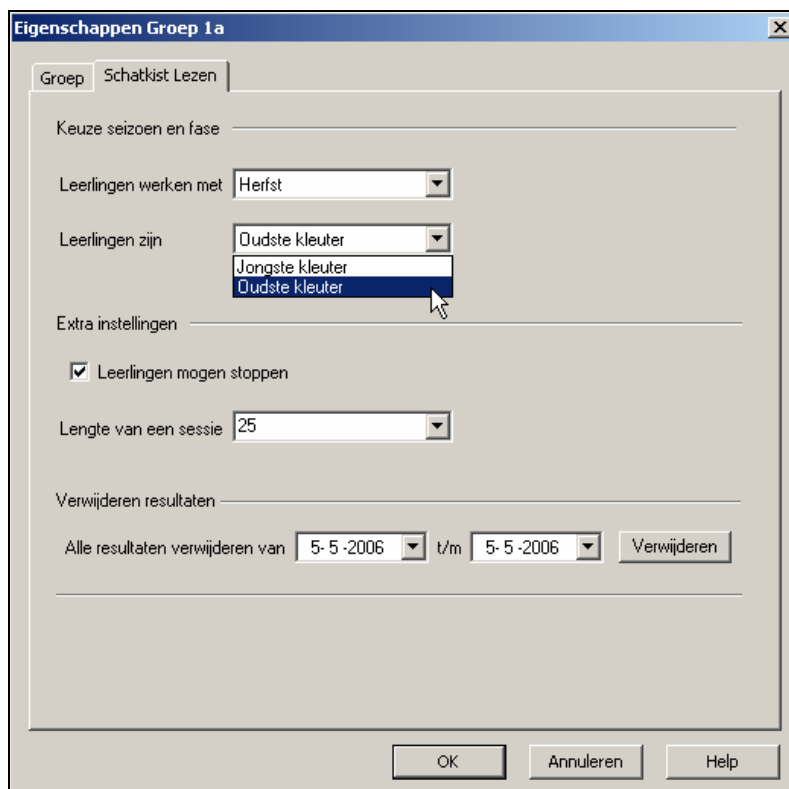 Eigenschappen Groep 1a
Groep Schatkist Lezen
Keuze seizoen en fase
Leerlingen werken met Herfst
Leerlingen zijn Oudste kleuter
Jongste kleuter
Oudste kleuter
Extra instellingen
Leerlingen mogen stoppen
Lengte van een sessie 25
Verwijderen resultaten
Alle resultaten verwijderen van 5- 5 -2006 t/m 5- 5 -2006 Verwijderen
OK Annuleren Help